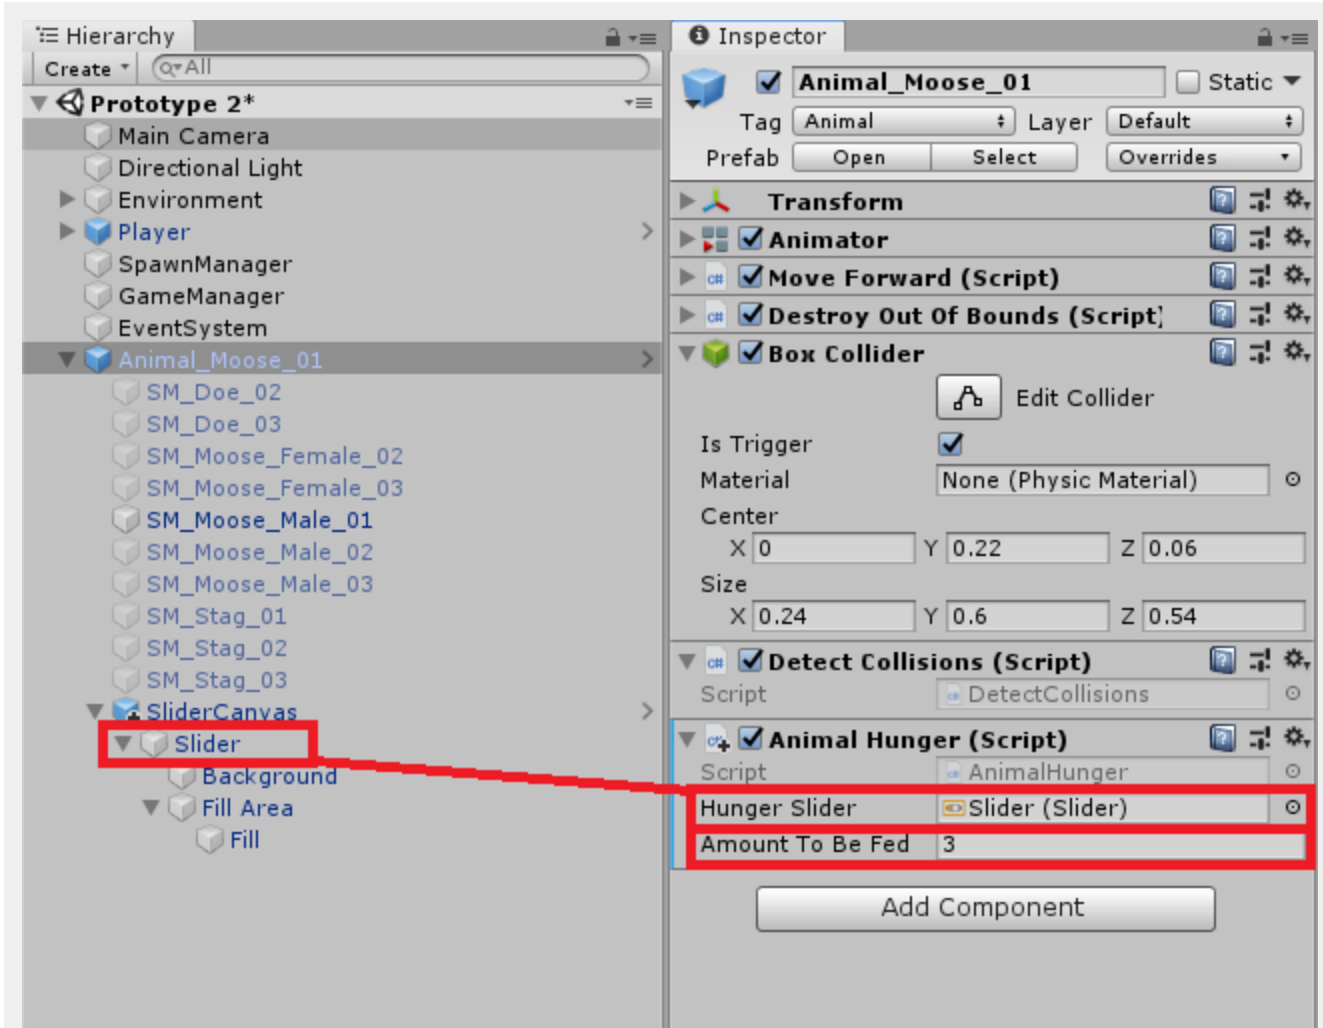 Hierarchy
Create
All
Prototype 2*
Main Camera
Directional Light
Environment
Player
SpawnManager
GameManager
EventSystem
Animal_Moose_01
SM_Doe_02
SM_Doe_03
SM_Moose_Female_02
SM_Moose_Female_03
SM_Moose_Male_01
SM_Moose_Male_02
SM_Moose_Male_03
SM_Stag_01
SM_Stag_02
SM_Stag_03
SliderCanvas
Slider
Background
Fill Area
Fill
Inspector
Animal_Moose_01 Static
Tag Animal Layer Default
Prefab Open Select Overrides
Transform
Animator
C# Move Forward (Script)
C# Destroy Out Of Bounds (Script)
Box Collider
Edit Collider
Is Trigger
Material None (Physic Material)
Center
X 0 Y 0.22 Z 0.06
Size
X 0.24 Y 0.6 Z 0.54
C# Detect Collisions (Script)
Script DetectCollisions
C# Animal Hunger (Script)
Script AnimalHunger
Hunger Slider Slider (Slider)
Amount To Be Fed 3
Add Component